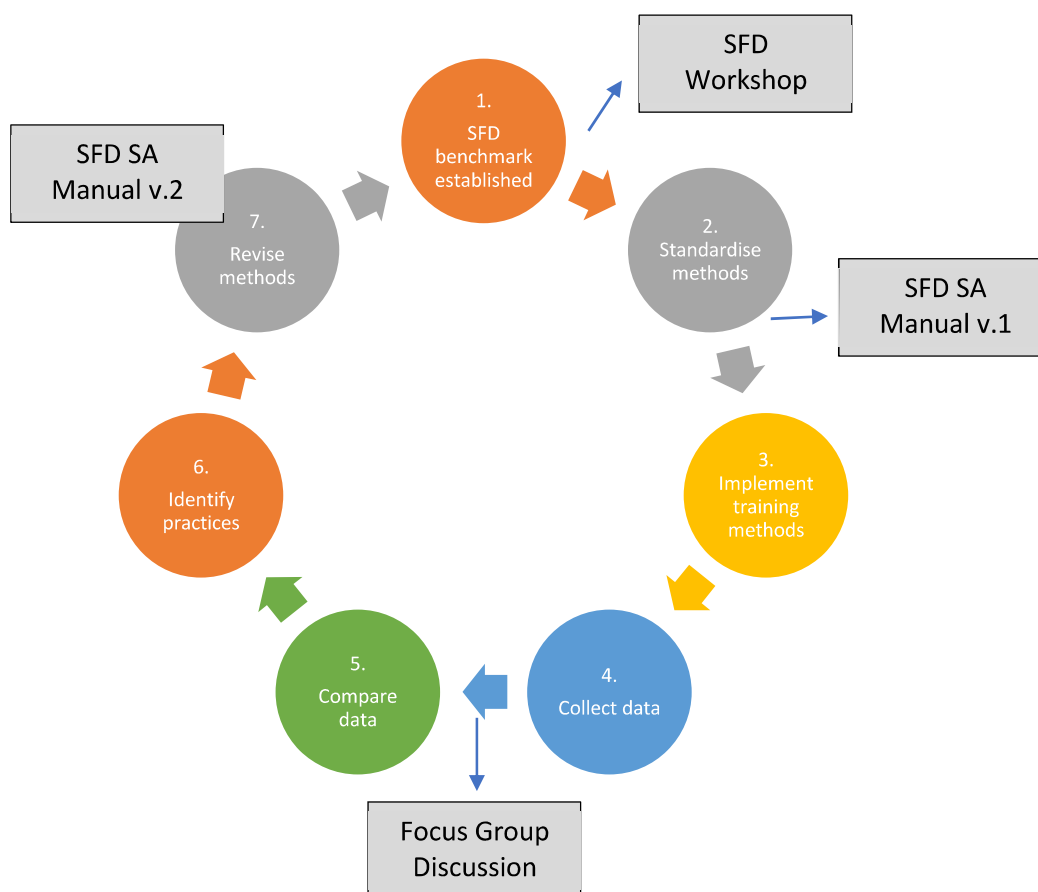 SFD
Workshop
1.
SFD
benchmark
established
SFD SA
Manual v.2
7.
Revise
methods
2.
Standardise
methods
SFD SA
Manual v.1
3.
Implement
training
methods
6.
Identify
practices
5.
Compare
data
4.
Collect data
Focus Group
Discussion